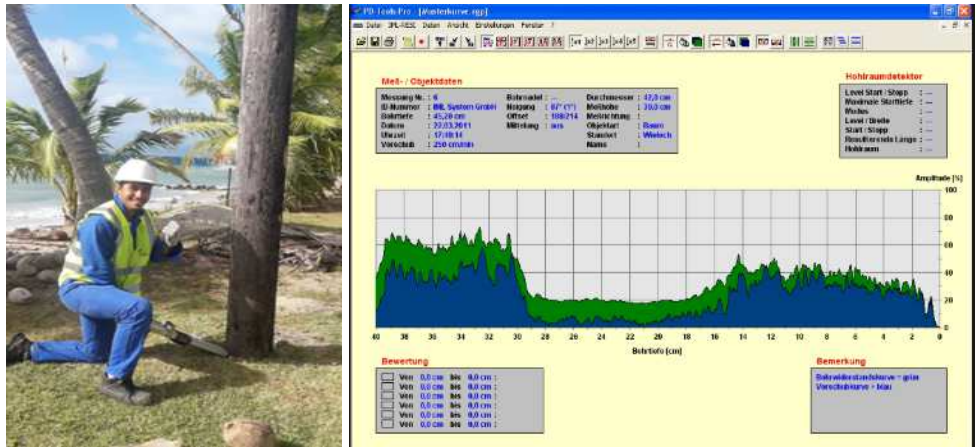 PD-Tools Pro - [Musterkurve.rgp]
Datei IML-RESI Daten Ansicht Einstellungen Fenster ?
Meß- / Objektdaten
Messung Nr. : 6
ID-Nummer : IML System GmbH
Bohrtiefe : 45,20 cm
Datum : 22.03.2011
Uhrzeit : 17:19:14
Vorschub : 250 cm/min
Bohrnadel : ---
Neigung : 07° (1°)
Offset : 108/214
Mittelung : aus
Durchmesser : 42,0 cm
Meßhöhe : 30,0 cm
Meßrichtung :
Objektart : Baum
Standort : Wiesloch
Name :
Hohlraumdetektor
Level Start / Stopp : ---
Maximale Starttiefe : ---
Modus : ---
Level / Breite : ---
Start / Stopp : ---
Resultierende Länge : ---
Hohlraum : ---
Amplitude [%]
100
80
60
40
20
0
40 38 36 34 32 30 28 26 24 22 20 18 16 14 12 10 8 6 4 2 0
Bohrtiefe [cm]
Bewertung
Von 0,0 cm bis 0,0 cm :
Von 0,0 cm bis 0,0 cm :
Von 0,0 cm bis 0,0 cm :
Von 0,0 cm bis 0,0 cm :
Von 0,0 cm bis 0,0 cm :
Von 0,0 cm bis 0,0 cm :
Bemerkung
Bohrwiderstandskurve = grün
Vorschubkurve = blau